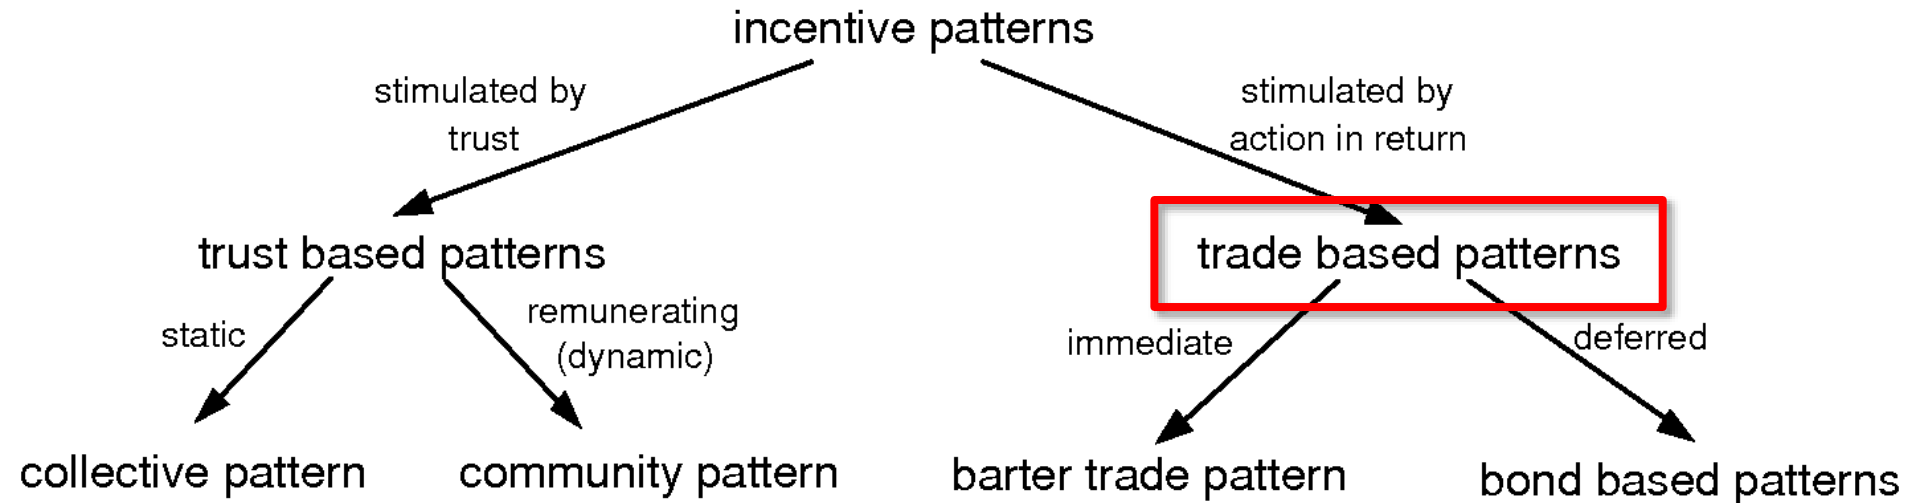 incentive patterns
stimulated by
trust
stimulated by
action in return
trust based patterns
trade based patterns
static
remunerating
(dynamic)
immediate
deferred
collective pattern
community pattern
barter trade pattern
bond based patterns